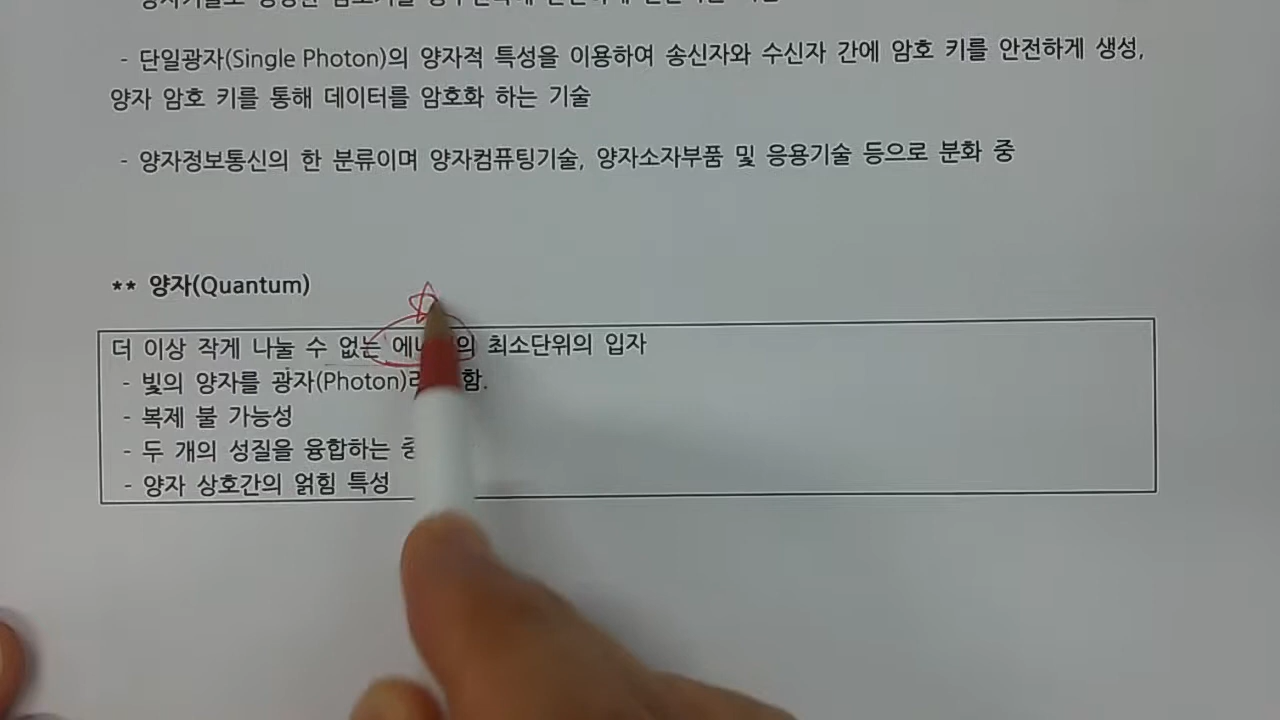 - 단일광자(Single Photon)의 양자적 특성을 이용하여 송신자와 수신자 간에 암호 키를 안전하게 생성,
양자 암호 키를 통해 데이터를 암호화 하는 기술
- 양자정보통신의 한 분류이며 양자컴퓨팅기술, 양자소자부품 및 응용기술 등으로 분화 중
** 양자(Quantum)
더 이상 작게 나눌 수 없는 최소단위의 입자
- 빛의 양자를 광자(Photon)라 함.
- 복제 불 가능성
- 두 개의 성질을 융합하는
- 양자 상호간의 얽힘 특성